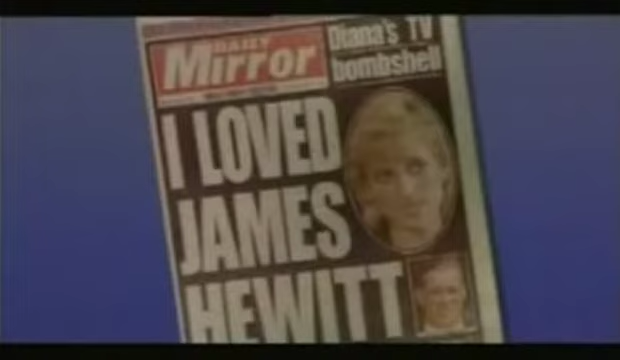 DAILY
Mirror
Diana's TV
bombshell
I LOVED
JAMES
HEWITT